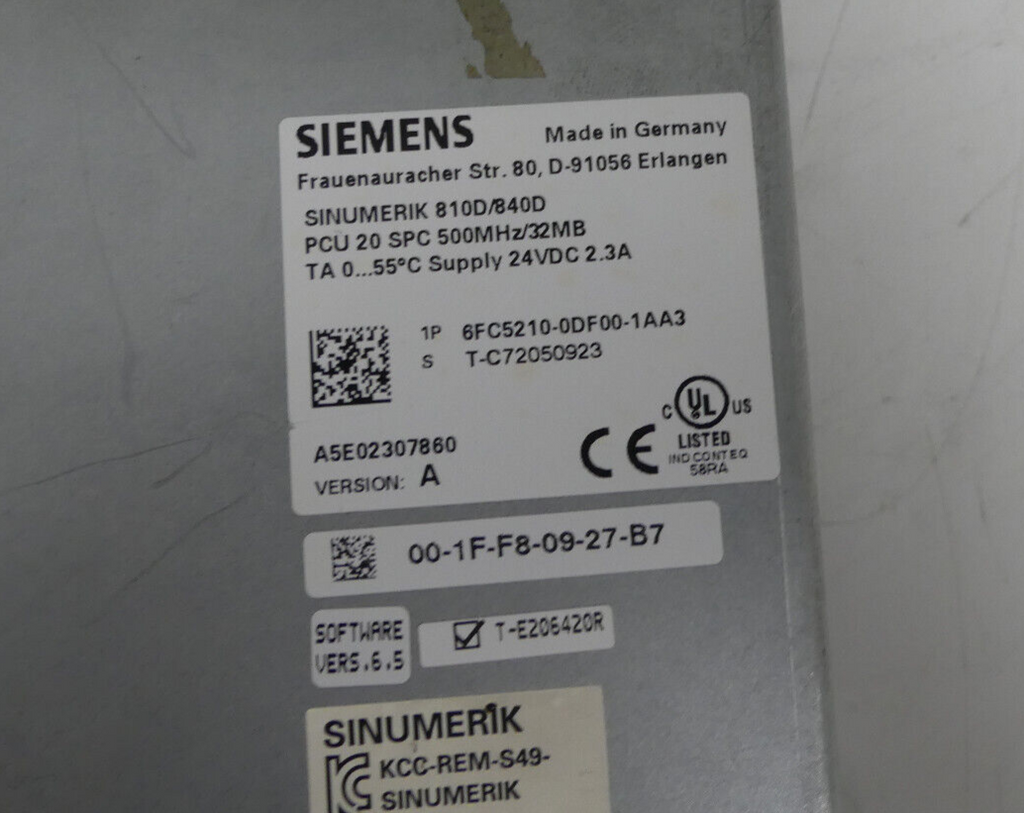 SIEMENS Made in Germany
Frauenauracher Str. 80, D-91056 Erlangen
SINUMERIK 810D/840D
PCU 20 SPC 500MHz/32MB
TA 0...55°C Supply 24VDC 2.3A
1P 6FC5210-0DF00-1AA3
S T-C72050923
C UL US
LISTED
IND CONT EQ
58RA
CE
A5E02307860
VERSION: A
00-1F-F8-09-27-B7
SOFTWARE
VERS.6.5
T-E206420R
SINUMERIK
KCC-REM-S49-
SINUMERIK